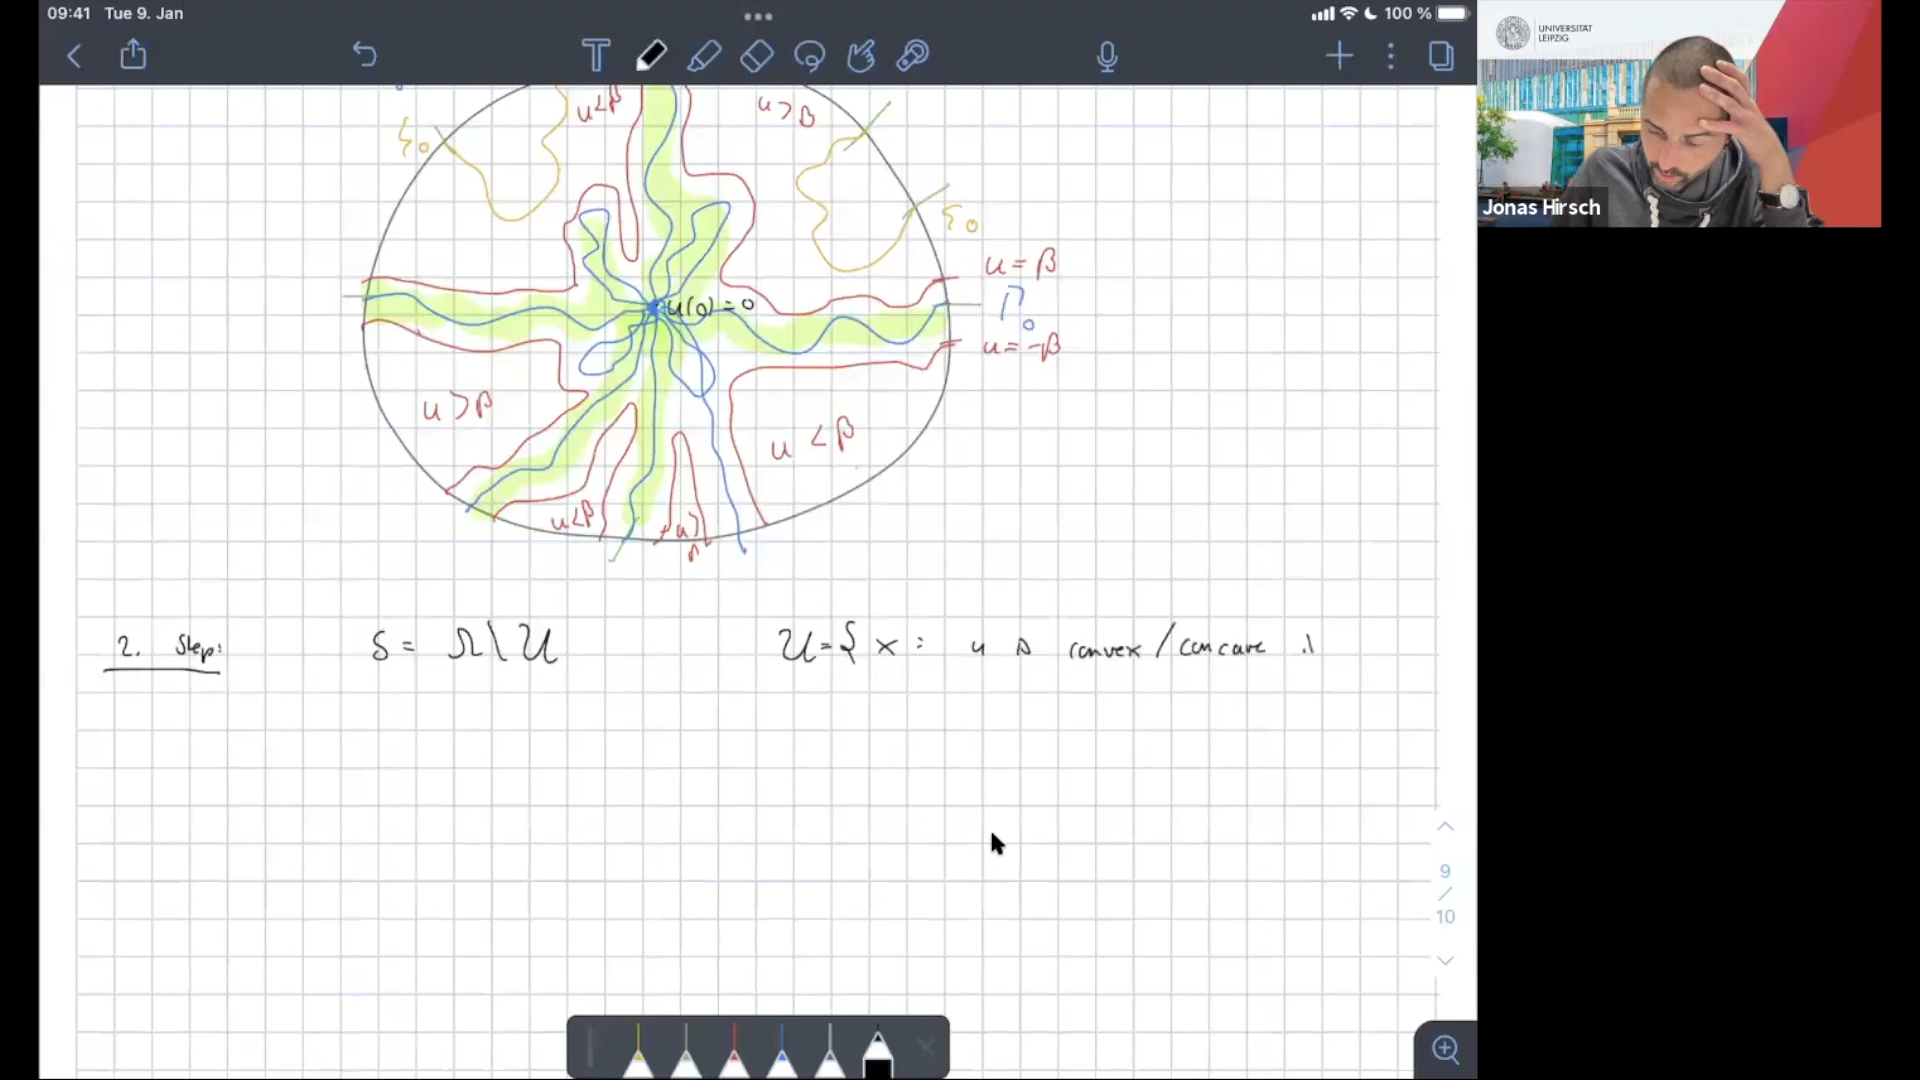 09:41 Tue 9. Jan
100 %
UNIVERSITÄT
LEIPZIG
Jonas Hirsch
u<β
u>β
ξ₀
ξ₀
u=β
u(0)=0
Γ₀
u=-β
u>β
u<β
u<β
u>β
2. Step: S = Ω\U U={ x : u is convex/concave i
9
/
10